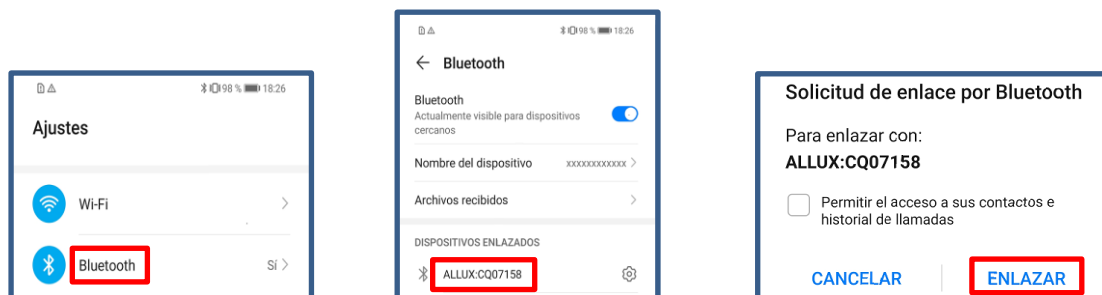 98 % 18:26
Ajustes
Wi-Fi
Bluetooth Sí
98 % 18:26
Bluetooth
Bluetooth
Actualmente visible para dispositivos
cercanos
Nombre del dispositivo xxxxxxxxxxxx
Archivos recibidos
DISPOSITIVOS ENLAZADOS
ALLUX:CQ07158
Solicitud de enlace por Bluetooth
Para enlazar con:
ALLUX:CQ07158
Permitir el acceso a sus contactos e
historial de llamadas
CANCELAR ENLAZAR